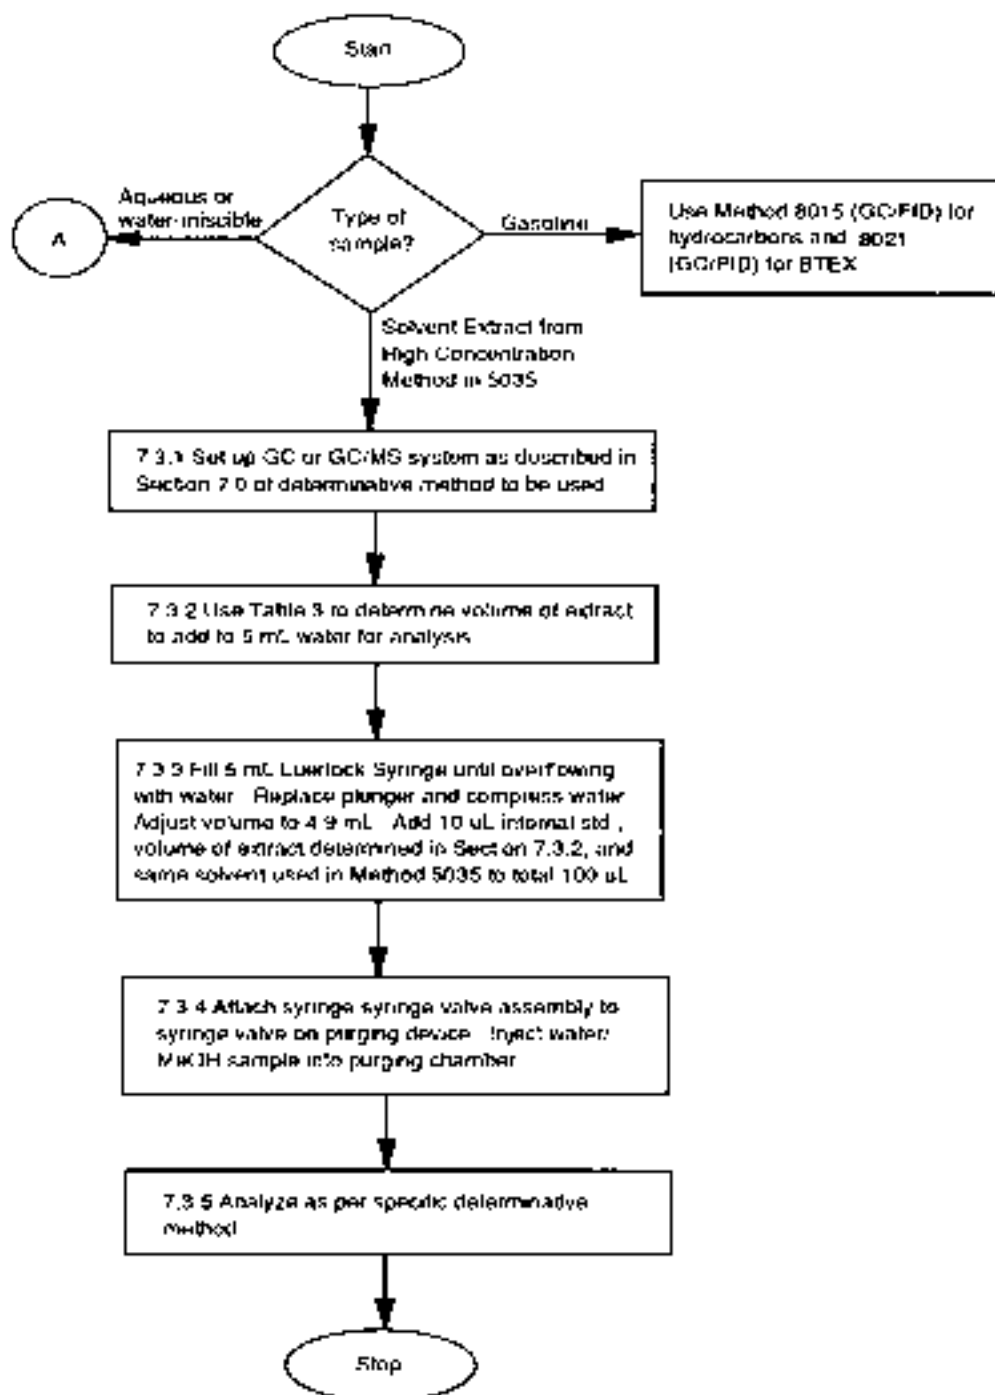 Start
Aqueous or
water-miscible
A
Type of
sample?
Gasoline
Use Method 8015 (GC/FID) for
hydrocarbons and 8021
(GC/PID) for BTEX
Solvent Extract from
High Concentration
Method in 5035
7.3.1 Set up GC or GC/MS system as described in
Section 7.0 of determinative method to be used
7.3.2 Use Table 3 to determine volume of extract
to add to 5 mL water for analysis
7.3.3 Fill 5 mL Luerlock Syringe until overflowing
with water. Replace plunger and compress water.
Adjust volume to 4.9 mL. Add 10 uL internal std.,
volume of extract determined in Section 7.3.2, and
same solvent used in Method 5035 to total 100 uL
7.3.4 Attach syringe syringe valve assembly to
syringe valve on purging device. Inject water/
MeOH sample into purging chamber
7.3.5 Analyze as per specific determinative
method
Stop